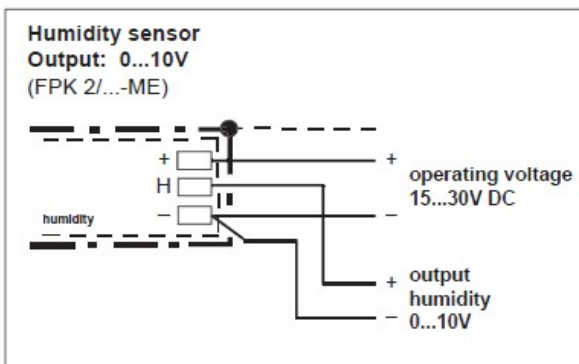 Humidity sensor
Output: 0...10V
(FPK 2/...-ME)
+
H
–
humidity
+
operating voltage
15...30V DC
–
+ output
humidity
– 0...10V